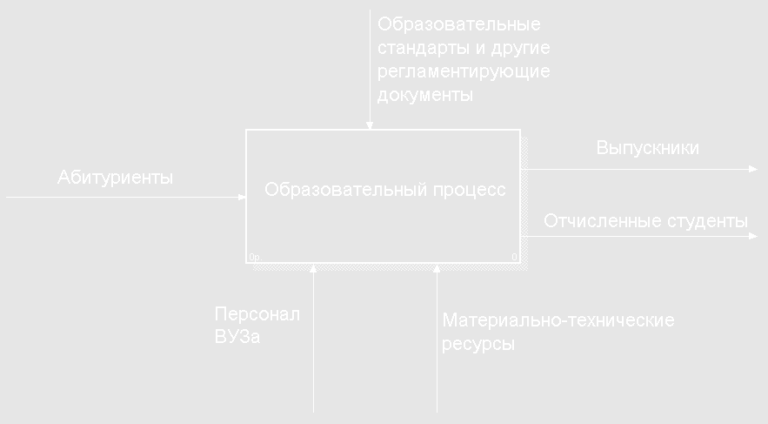 Образовательные
стандарты и другие
регламентирующие
документы
Выпускники
Абитуриенты
Образовательный процесс
Отчисленные студенты
0р.
0
Персонал
ВУЗа
Материально-технические
ресурсы